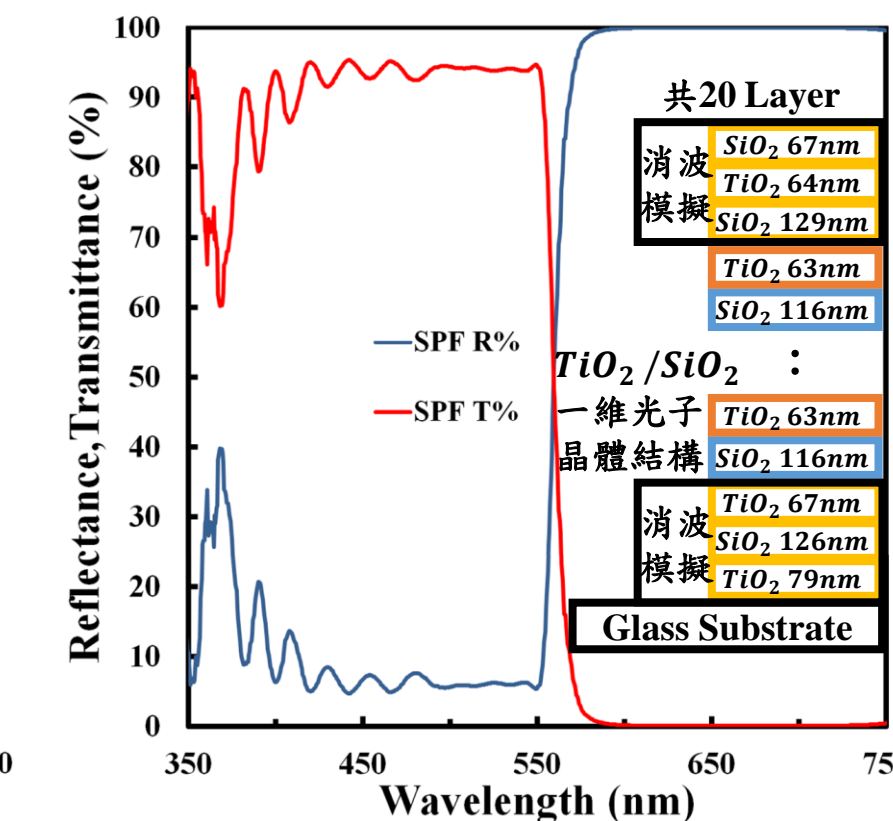 100
90
80
70
60
50
40
30
20
10
0
Reflectance,Transmittance (%)
0
350
450
550
650
75
Wavelength (nm)
SPF R%
SPF T%
共20 Layer
消波
模擬
SiO₂ 67nm
TiO₂ 64nm
SiO₂ 129nm
TiO₂ 63nm
SiO₂ 116nm
TiO₂ /SiO₂ :
一維光子
晶體結構
TiO₂ 63nm
SiO₂ 116nm
消波
模擬
TiO₂ 67nm
SiO₂ 126nm
TiO₂ 79nm
Glass Substrate